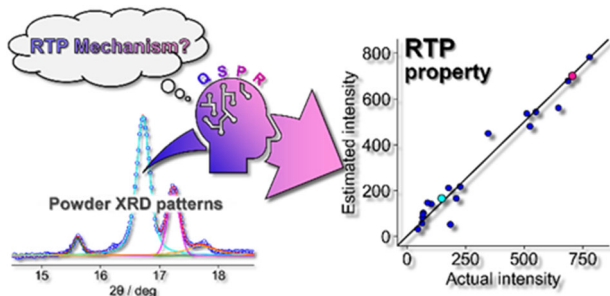 RTP Mechanism?
QSPR
Powder XRD patterns
15
16
17
18
2θ / deg
RTP
property
800
600
400
200
0
Estimated intensity
0
250
500
750
Actual intensity